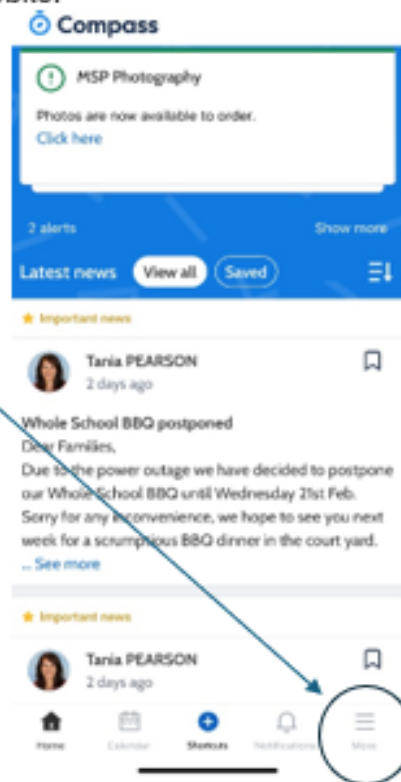 Compass
MSP Photography
Photos are now available to order.
Click here
2 alerts
Show more
Latest news
View all
Saved
Important news
Tania PEARSON
2 days ago
Whole School BBQ postponed
Dear Families,
Due to the power outage we have decided to postpone
our Whole School BBQ until Wednesday 21st Feb.
Sorry for any inconvenience, we hope to see you next
week for a scrumptious BBQ dinner in the court yard.
... See more
Important news
Tania PEARSON
2 days ago
Home
Calendar
Shortcuts
Notifications
More